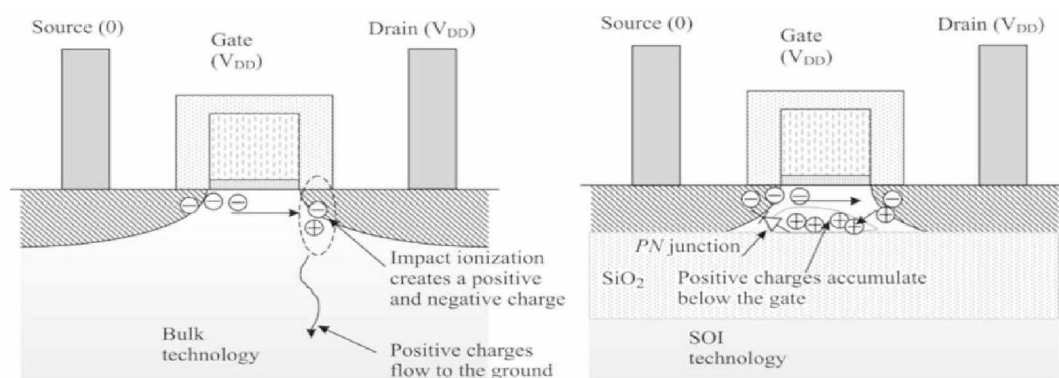 Source (0)
Gate
(V_DD)
Drain (V_DD)
Impact ionization
creates a positive
and negative charge
Bulk
technology
Positive charges
flow to the ground
Source (0)
Gate
(V_DD)
Drain (V_DD)
PN junction
SiO₂
Positive charges accumulate
below the gate
SOI
technology